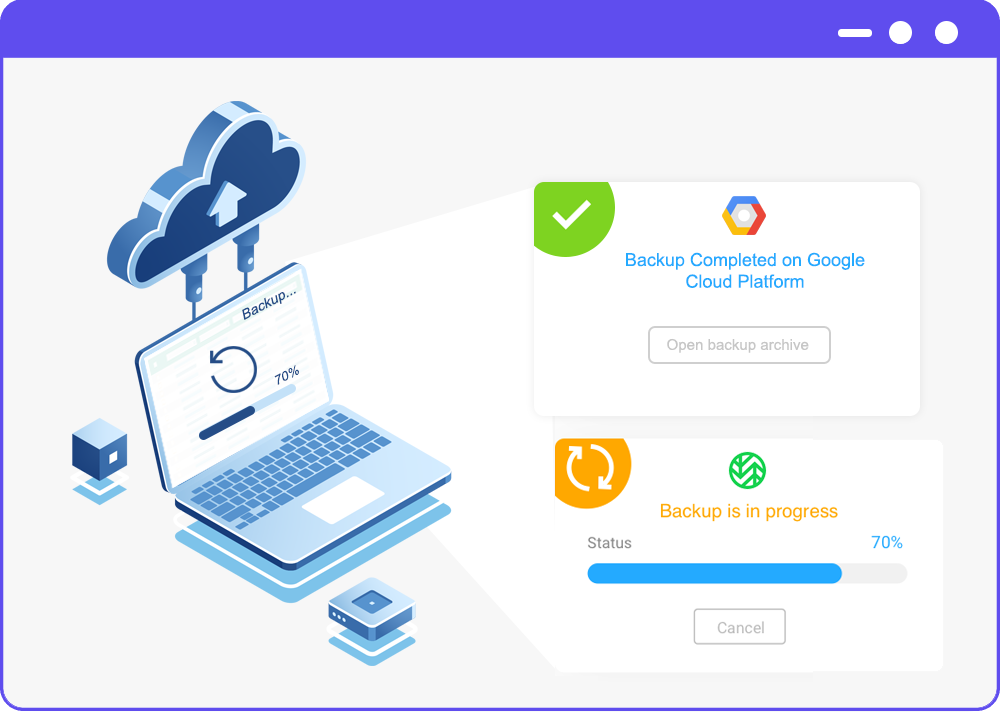 Backup...
70%
Backup Completed on Google
Cloud Platform
Open backup archive
Backup is in progress
Status 70%
Cancel